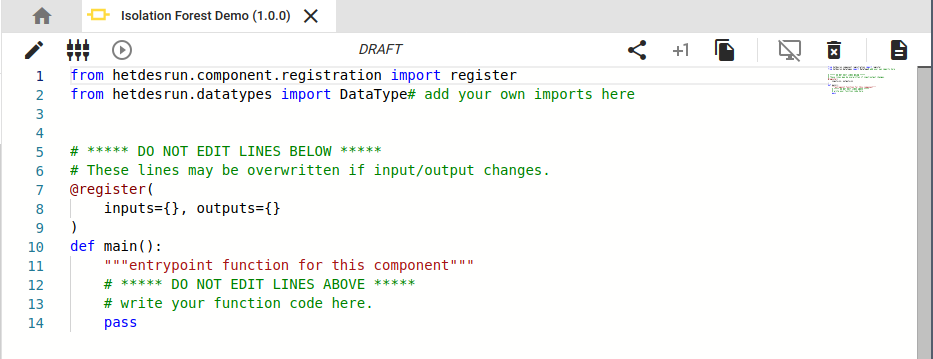 Isolation Forest Demo (1.0.0)
DRAFT
+1
1 from hetdesrun.component.registration import register
2 from hetdesrun.datatypes import DataType# add your own imports here
3
4
5 # ***** DO NOT EDIT LINES BELOW *****
6 # These lines may be overwritten if input/output changes.
7 @register(
8     inputs={}, outputs={}
9 )
10 def main():
11     """entrypoint function for this component"""
12     # ***** DO NOT EDIT LINES ABOVE *****
13     # write your function code here.
14     pass